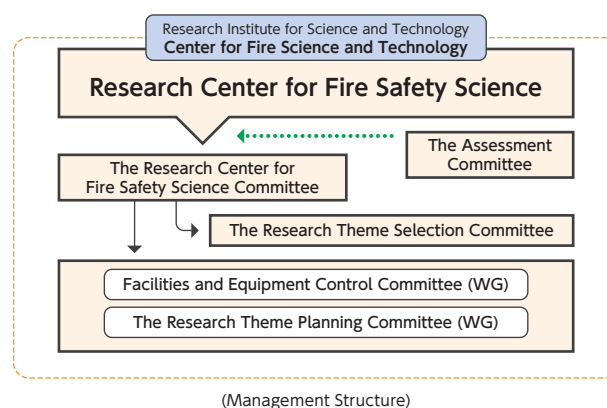 Research Institute for Science and Technology
Center for Fire Science and Technology
Research Center for Fire Safety Science
The Assessment
Committee
The Research Center for
Fire Safety Science Committee
The Research Theme Selection Committee
Facilities and Equipment Control Committee (WG)
The Research Theme Planning Committee (WG)
(Management Structure)